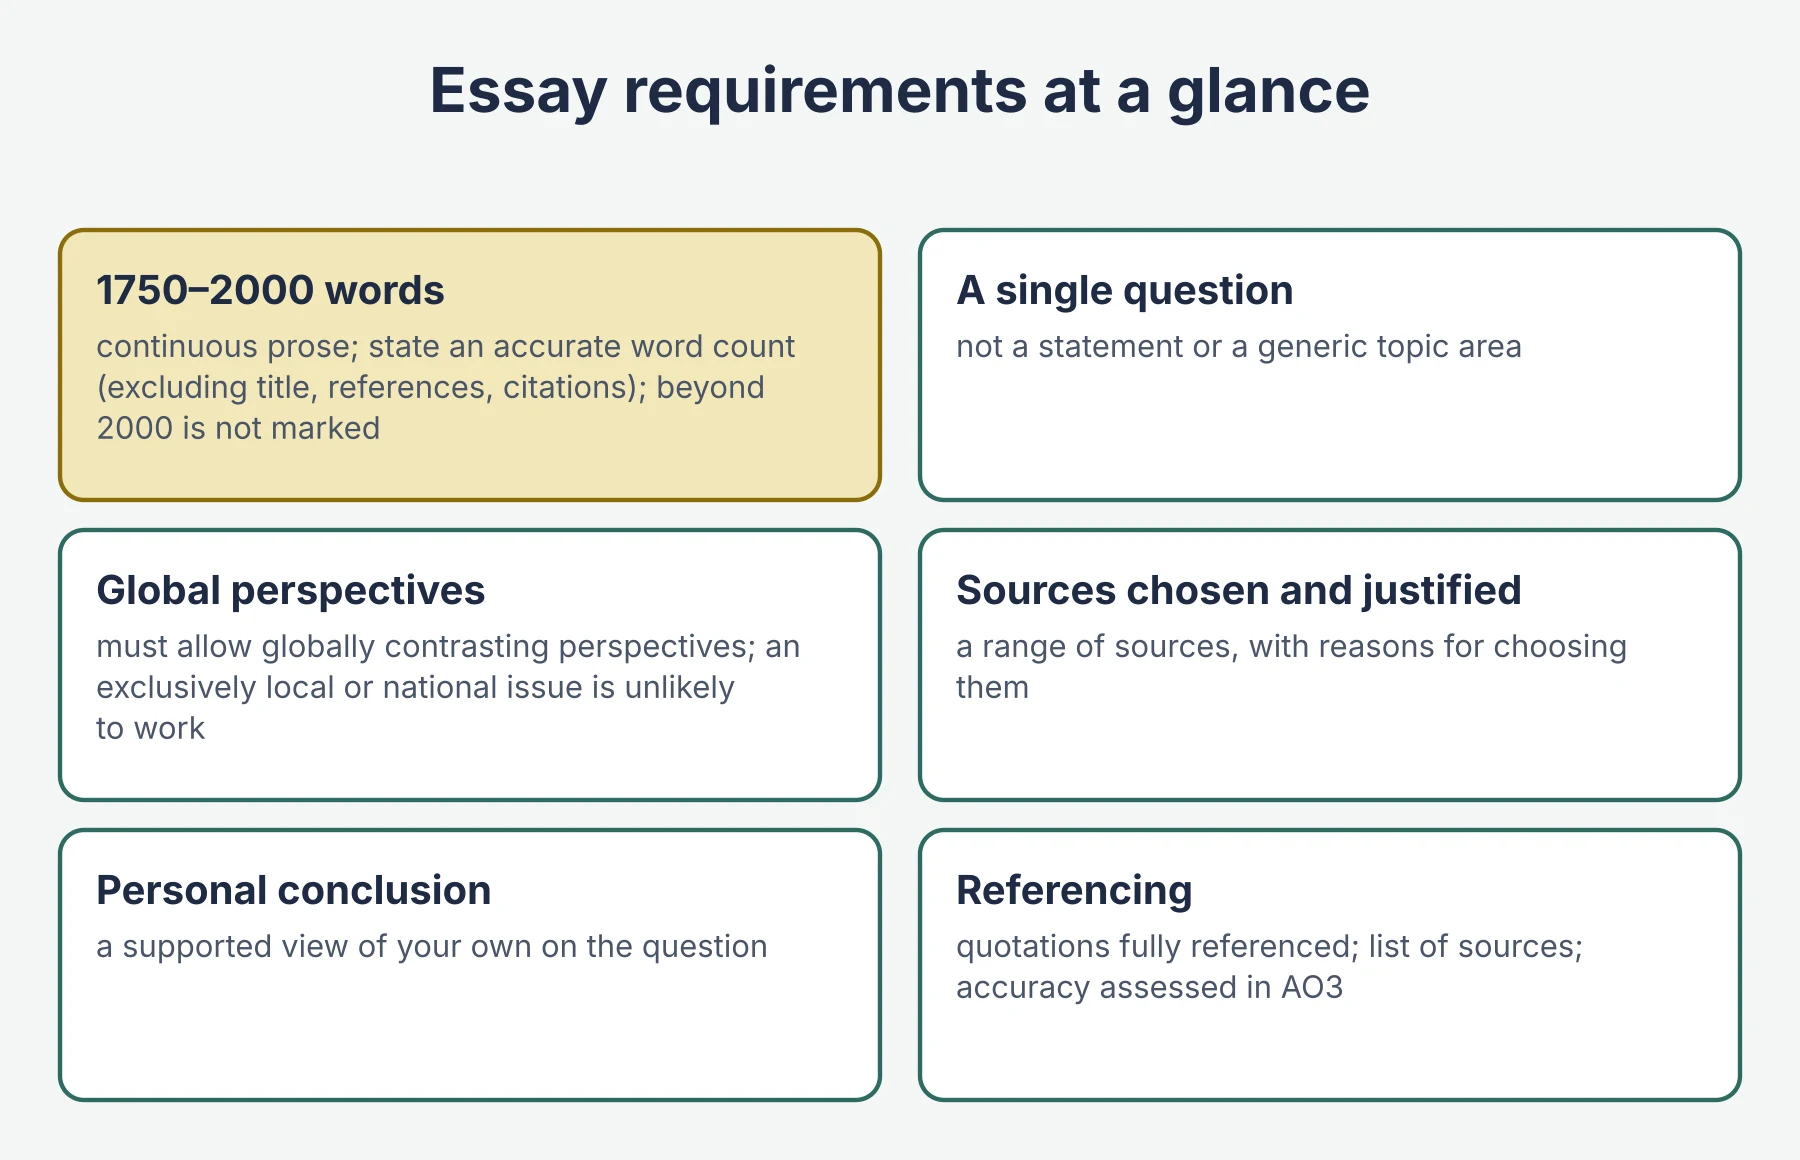 Essay requirements at a glance
1750–2000 words
continuous prose; state an accurate word count
(excluding title, references, citations); beyond
2000 is not marked
A single question
not a statement or a generic topic area
Global perspectives
must allow globally contrasting perspectives; an
exclusively local or national issue is unlikely
to work
Sources chosen and justified
a range of sources, with reasons for choosing
them
Personal conclusion
a supported view of your own on the question
Referencing
quotations fully referenced; list of sources;
accuracy assessed in AO3